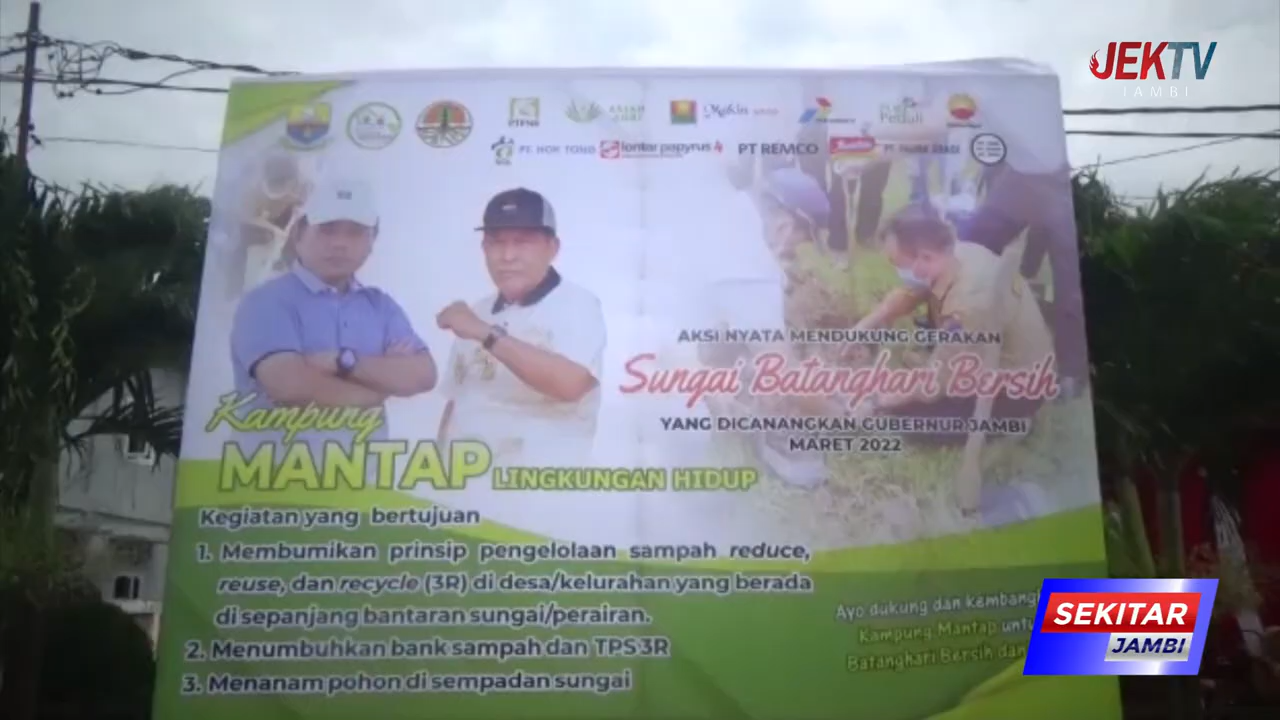 JEKTV
JAMBI
PT. HOK TONG
lontar papyrus
PT REMCO
AKSI NYATA MENDUKUNG GERAKAN
Sungai Batanghari Bersih
YANG DICANANGKAN GUBERNUR JAMBI
MARET 2022
Kampung
MANTAP LINGKUNGAN HIDUP
Kegiatan yang bertujuan
1. Membumikan prinsip pengelolaan sampah reduce,
reuse, dan recycle (3R) di desa/kelurahan yang berada
di sepanjang bantaran sungai/perairan.
2. Menumbuhkan bank sampah dan TPS 3R
3. Menanam pohon di sempadan sungai
Ayo dukung dan kembang
Kampung Mantap untu
Batanghari Bersih dan
SEKITAR
JAMBI